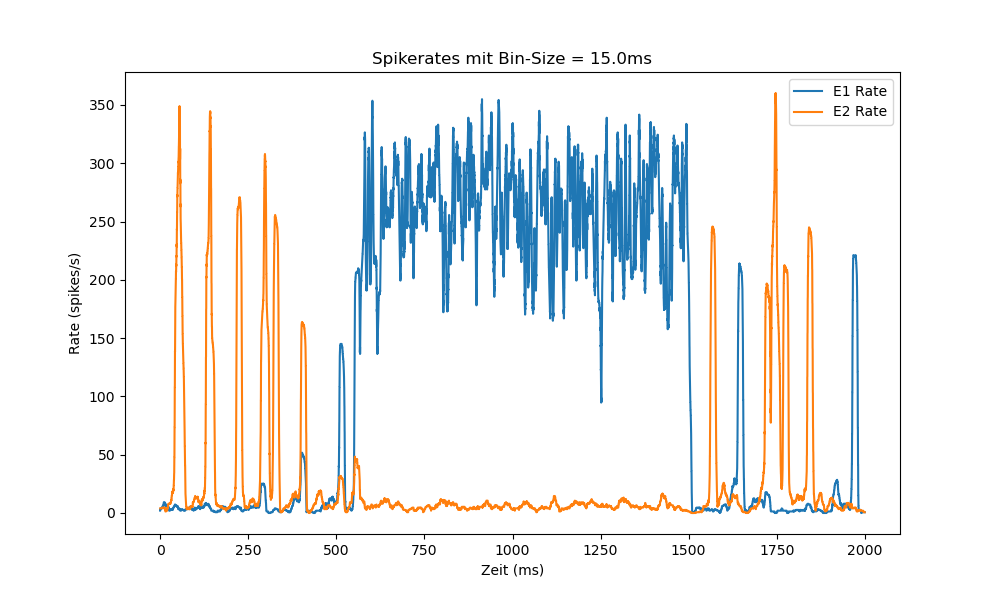 Spikerates mit Bin-Size = 15.0ms
E1 Rate
E2 Rate
Rate (spikes/s)
350
300
250
200
150
100
50
0
0 250 500 750 1000 1250 1500 1750 2000
Zeit (ms)